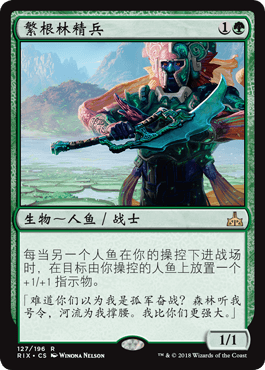 繁根林精兵 1
生物～人鱼 / 战士
每当另一个人鱼在你的操控下进战场
时，在目标由你操控的人鱼上放置一个
+1/+1 指示物。
「难道你们以为我是孤军奋战？森林听我
号令，河流为我撑腰。我比你们更强大。」
1/1
127/196 R
RIX • CS WINONA NELSON
™ & © 2018 Wizards of the Coast